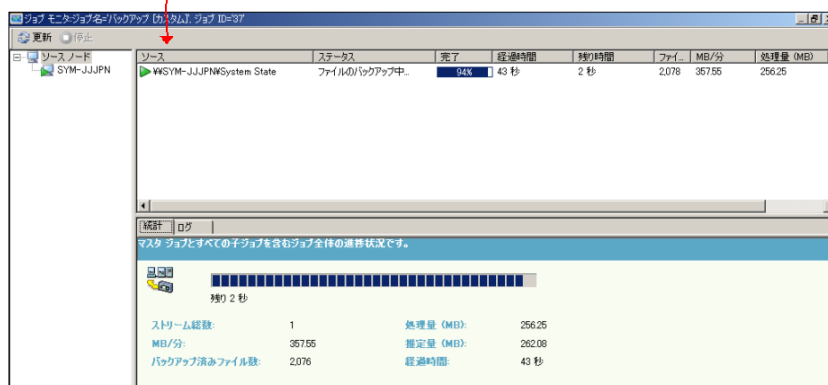 ジョブ モニタ-ジョブ名='バックアップ [カスタム]. ジョブ ID='37'
更新 停止
ソース ノード
SYM-JJJPN
ソース ステータス 完了 経過時間 残り時間 ファイ... MB/分 処理量 (MB)
¥¥SYM-JJJPN¥System State ファイルのバックアップ中... 94% 43 秒 2 秒 2,078 357.55 256.25
統計 ログ
マスタ ジョブとすべての子ジョブを含むジョブ全体の進捗状況です。
残り 2 秒
ストリーム総数: 1 処理量 (MB): 256.25
MB/分: 357.55 推定量 (MB): 262.08
バックアップ済みファイル数: 2,076 経過時間: 43 秒